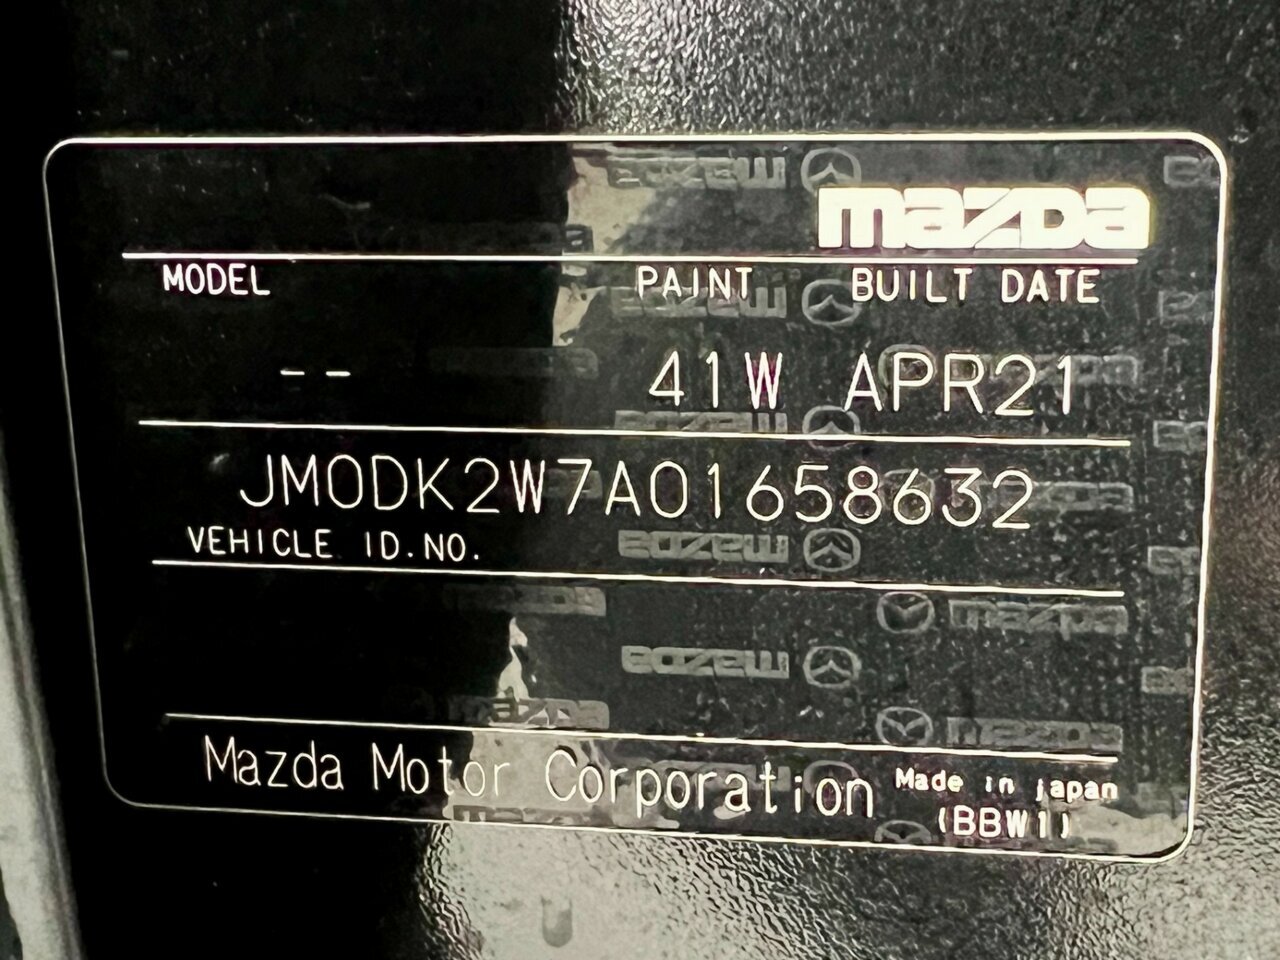 mazda
MODEL PAINT BUILT DATE
-- 41W APR21
JM0DK2W7A01658632
VEHICLE ID.NO.
Mazda Motor Corporation Made in japan
(BBW1)